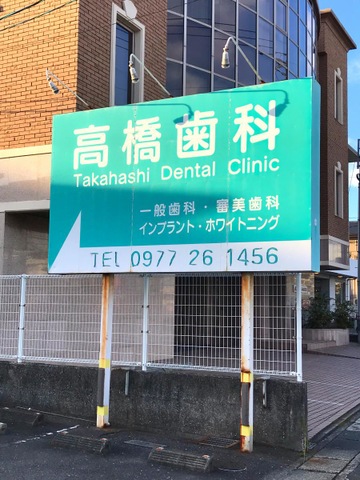 高橋歯科
Takahashi Dental Clinic
一般歯科・審美歯科
インプラント・ホワイトニング
TEL 0977 26 1456